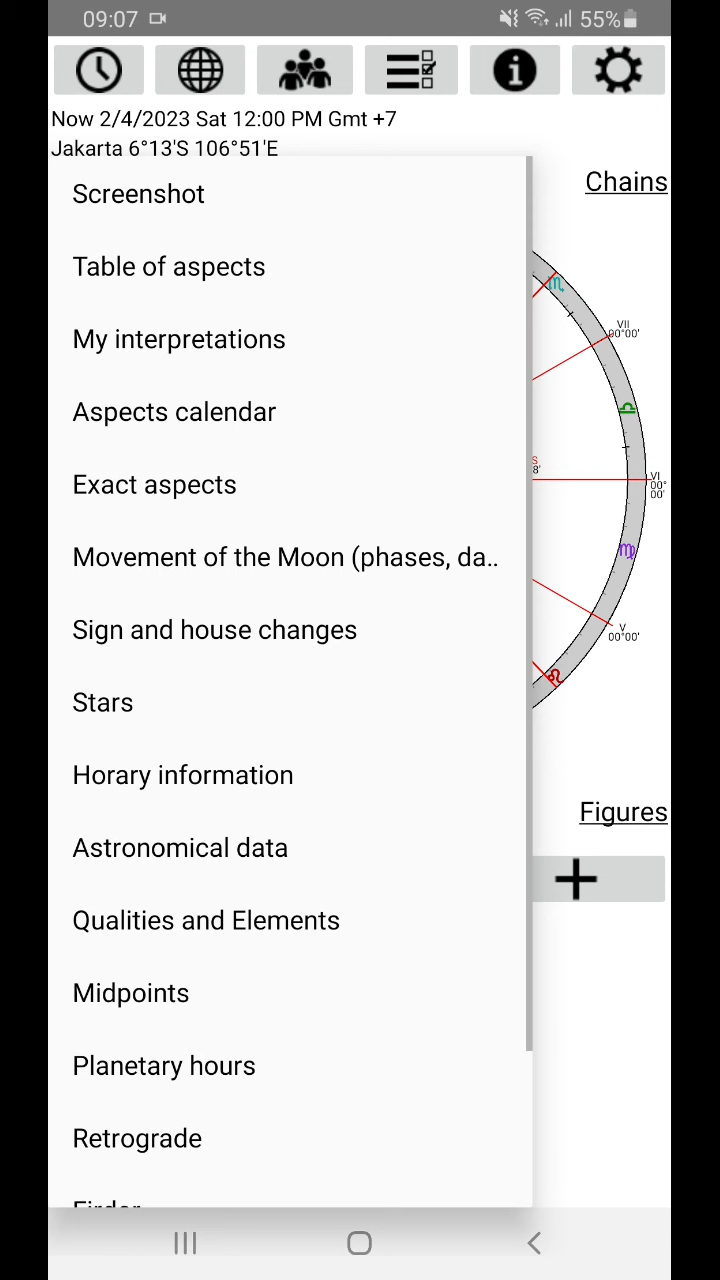 09:07
55%
Now 2/4/2023 Sat 12:00 PM Gmt +7
Jakarta 6°13'S 106°51'E
Chains
Screenshot
Table of aspects
My interpretations
Aspects calendar
Exact aspects
Movement of the Moon (phases, da..
Sign and house changes
Stars
Horary information
Astronomical data
Qualities and Elements
Midpoints
Planetary hours
Retrograde
♏
VII
00°00'
♎
S
8'
VI
00°
00'
♍
V
00°00'
♌
Figures
+